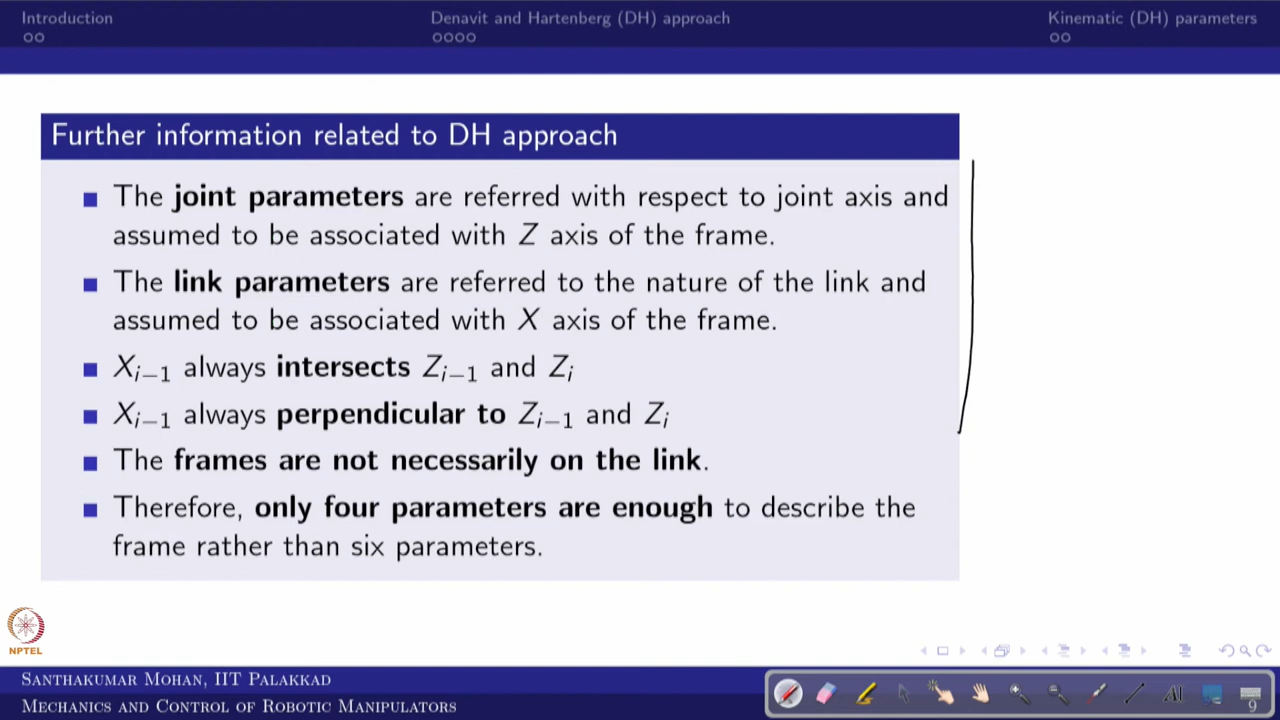 Introduction
Denavit and Hartenberg (DH) approach
Kinematic (DH) parameters
Further information related to DH approach
The joint parameters are referred with respect to joint axis and
assumed to be associated with Z axis of the frame.
The link parameters are referred to the nature of the link and
assumed to be associated with X axis of the frame.
X_{i−1} always intersects Z_{i−1} and Z_i
X_{i−1} always perpendicular to Z_{i−1} and Z_i
The frames are not necessarily on the link.
Therefore, only four parameters are enough to describe the
frame rather than six parameters.
NPTEL
Santhakumar Mohan, IIT Palakkad
Mechanics and Control of Robotic Manipulators
AI
9